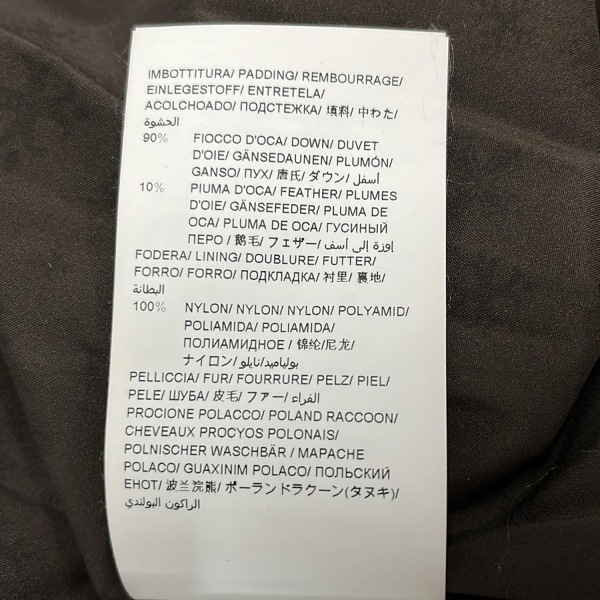 IMBOTTITURA/ PADDING/ REMBOURRAGE/
EINLEGESTOFF/ ENTRETELA/
ACOLCHOADO/ ПОДСТЕЖКА/ 填料/ 中わた/
الحشوة
90% FIOCCO D'OCA/ DOWN/ DUVET
D'OIE/ GÄNSEDAUNEN/ PLUMÓN/
GANSO/ ПУХ/ 唐氏/ ダウン/ أسفل
10% PIUMA D'OCA/ FEATHER/ PLUMES
D'OIE/ GÄNSEFEDER/ PLUMA DE
OCA/ PLUMA DE OCA/ ГУСИНЫЙ
ПЕРО / 鹅毛/ フェザー/ إوزة إلى أسف
FODERA/ LINING/ DOUBLURE/ FUTTER/
FORRO/ FORRO/ ПОДКЛАДКА/ 衬里/ 裏地/
البطانة
100% NYLON/ NYLON/ NYLON/ POLYAMID/
POLIAMIDA/ POLIAMIDA/
ПОЛИАМИДНОЕ / 锦纶/尼龙/
ナイロン/ بولياميد/نايلو
PELLICCIA/ FUR/ FOURRURE/ PELZ/ PIEL/
PELE/ ШУБА/ 皮毛/ ファー/ الفراء
PROCIONE POLACCO/ POLAND RACCOON/
CHEVEAUX PROCYOS POLONAIS/
POLNISCHER WASCHBÄR / MAPACHE
POLACO/ GUAXINIM POLACO/ ПОЛЬСКИЙ
ЕНОТ/ 波兰浣熊/ ポーランドラクーン(タヌキ)/
الراكون البولندي